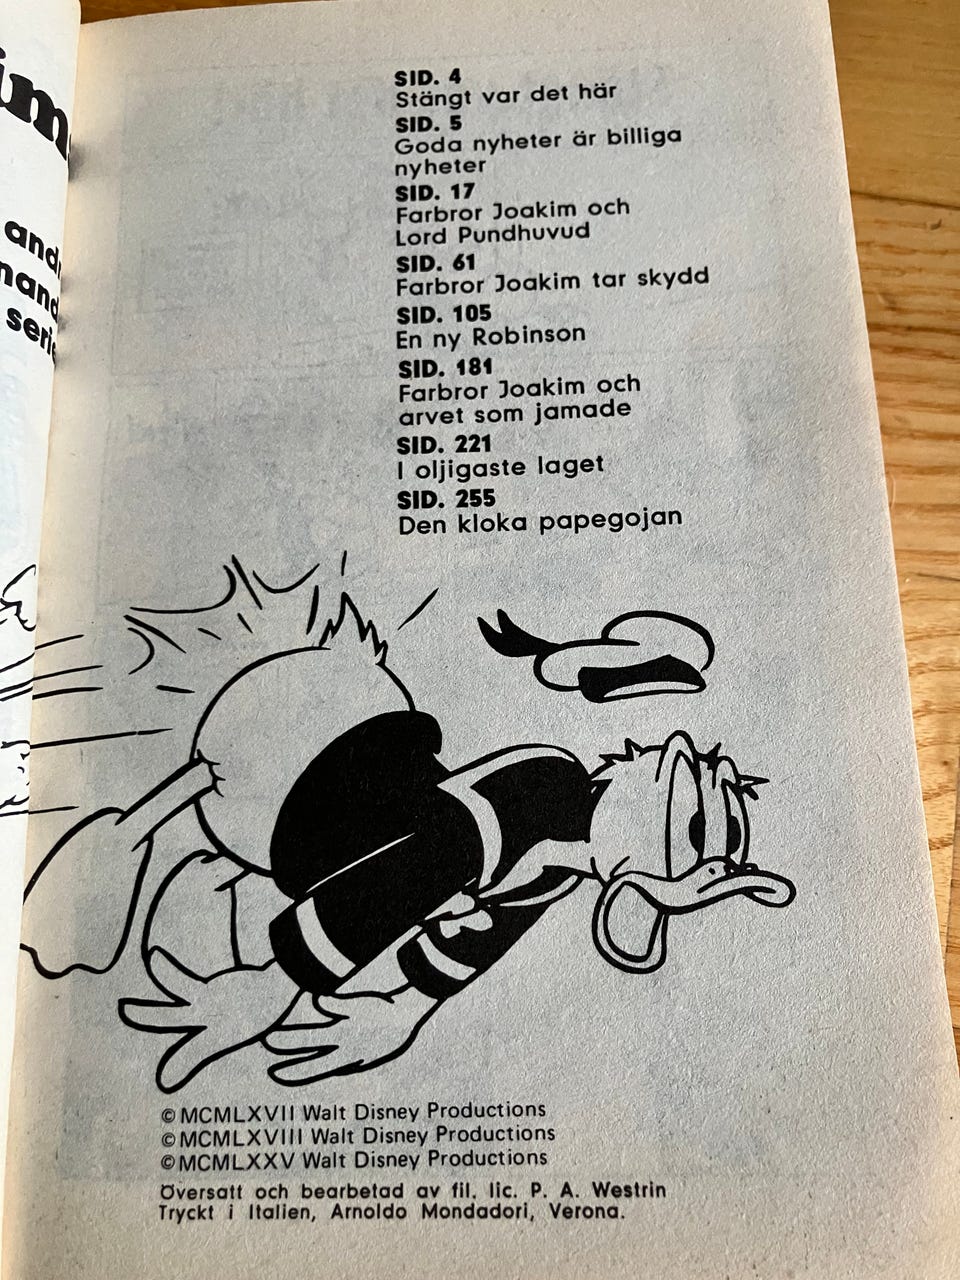 and
nand
serie
SID. 4
Stängt var det här
SID. 5
Goda nyheter är billiga
nyheter
SID. 17
Farbror Joakim och
Lord Pundhuvud
SID. 61
Farbror Joakim tar skydd
SID. 105
En ny Robinson
SID. 181
Farbror Joakim och
arvet som jamade
SID. 221
I oljigaste laget
SID. 255
Den kloka papegojan
©MCMLXVII Walt Disney Productions
©MCMLXVIII Walt Disney Productions
©MCMLXXV Walt Disney Productions
Översatt och bearbetad av fil. lic. P. A. Westrin
Tryckt i Italien, Arnoldo Mondadori, Verona.